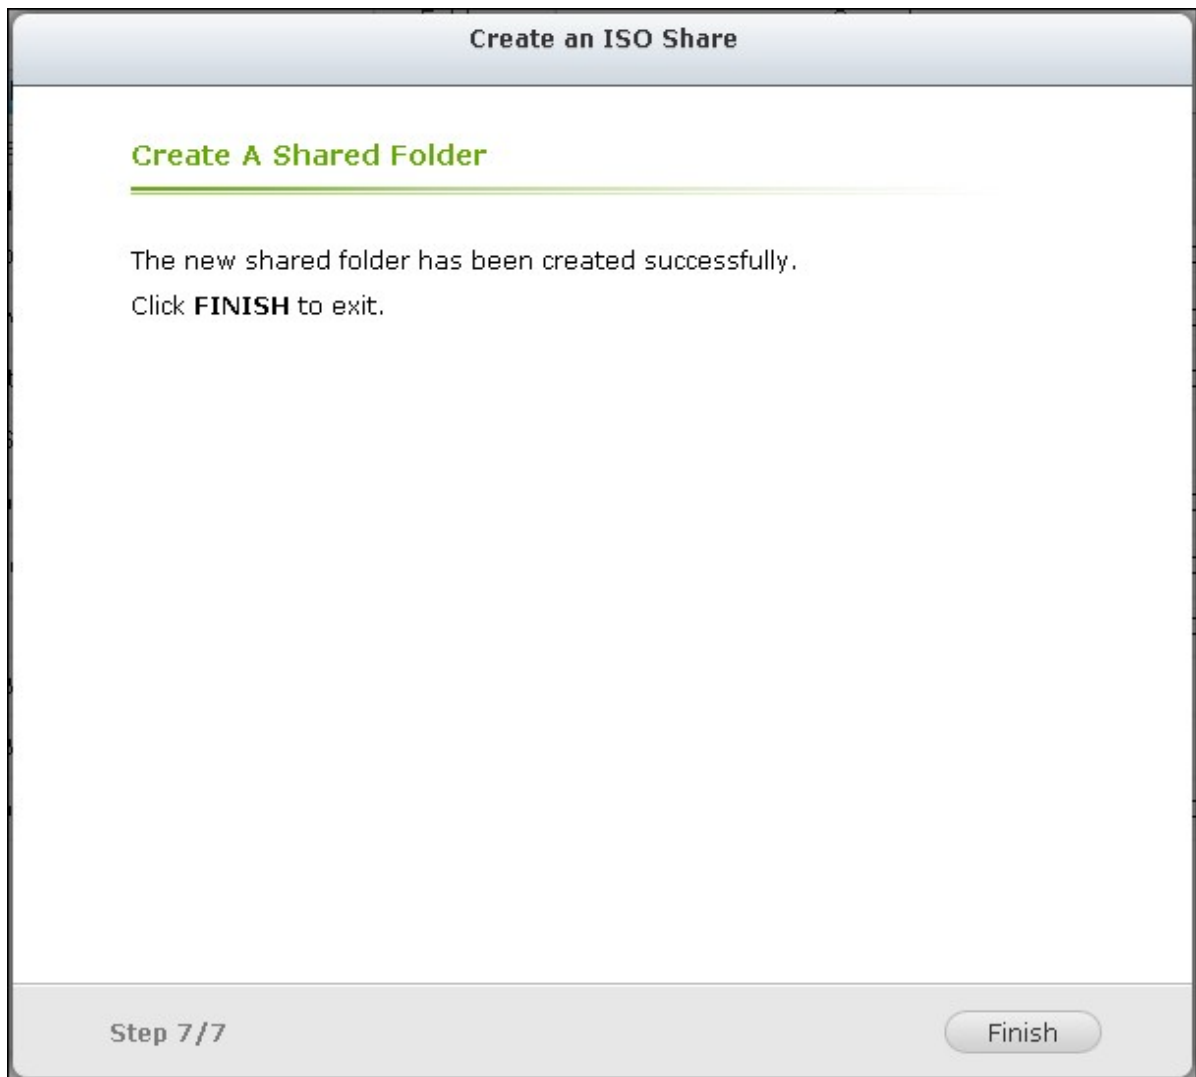 Create an ISO Share
Create A Shared Folder
The new shared folder has been created successfully.
Click FINISH to exit.
Step 7/7
Finish